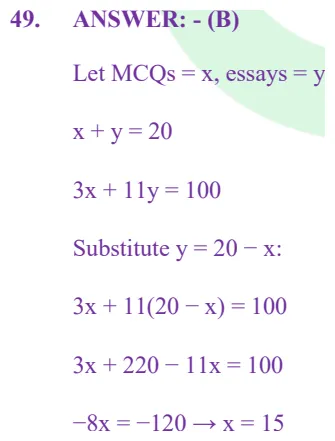 49. ANSWER: - (B)
Let MCQs = x, essays = y
x + y = 20
3x + 11y = 100
Substitute y = 20 − x:
3x + 11(20 − x) = 100
3x + 220 − 11x = 100
−8x = −120 → x = 15